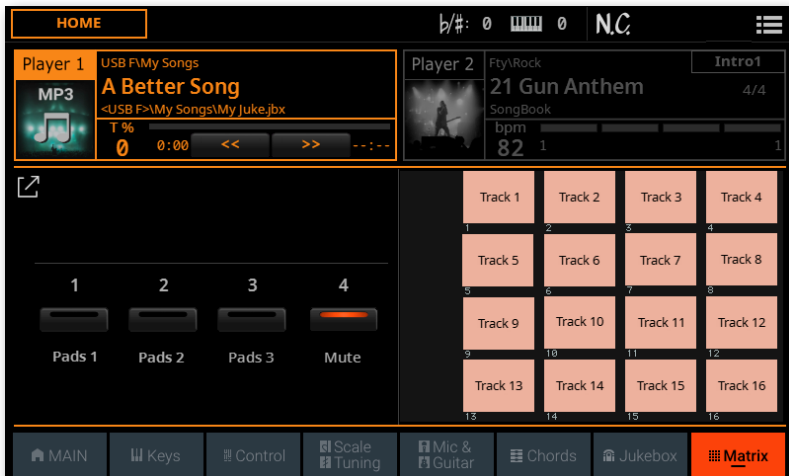 HOME
♭/#: 0
0
N.C.
Player 1
USB F\My Songs
MP3
A Better Song
<USB F>\My Songs\My Juke.jbx
T %
0
0:00
<<
>>
--:--
Player 2
Fty\Rock
Intro1
21 Gun Anthem
4/4
SongBook
bpm
82
1
1
1
2
3
4
Pads 1
Pads 2
Pads 3
Mute
Track 1
Track 2
Track 3
Track 4
1
2
3
4
Track 5
Track 6
Track 7
Track 8
5
6
7
8
Track 9
Track 10
Track 11
Track 12
9
10
11
12
Track 13
Track 14
Track 15
Track 16
13
14
15
16
MAIN
Keys
Control
Scale
Tuning
Mic &
Guitar
Chords
Jukebox
Matrix